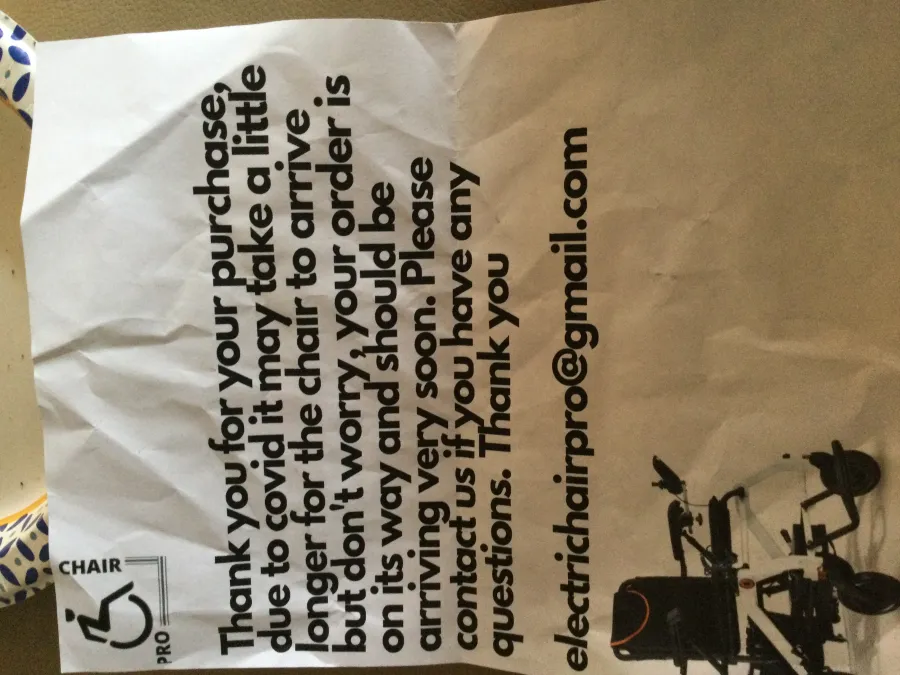 CHAIR
PRO
Thank you for your purchase,
due to covid it may take a little
longer for the chair to arrive
but don't worry, your order is
on its way and should be
arriving very soon. Please
contact us if you have any
questions. Thank you
electrichairpro@gmail.com